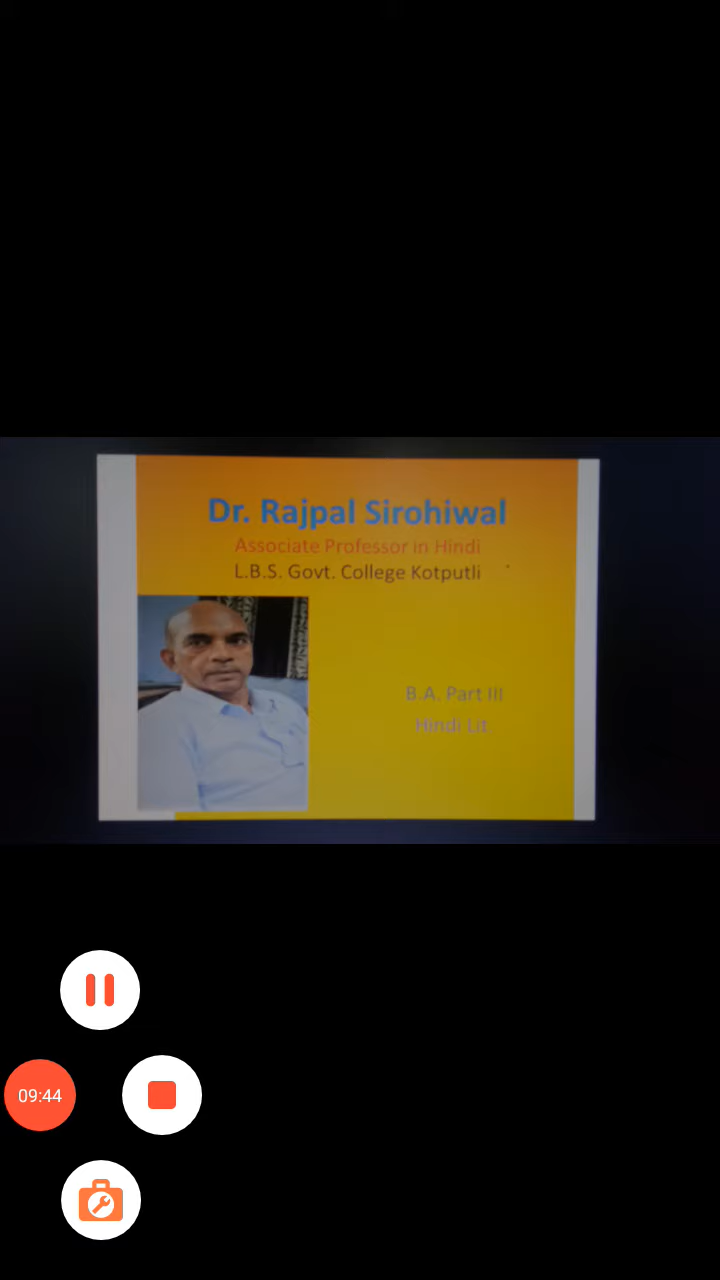 Dr. Rajpal Sirohiwal
Associate Professor in Hindi
L.B.S. Govt. College Kotputli
B.A. Part III
Hindi Lit.
09:44